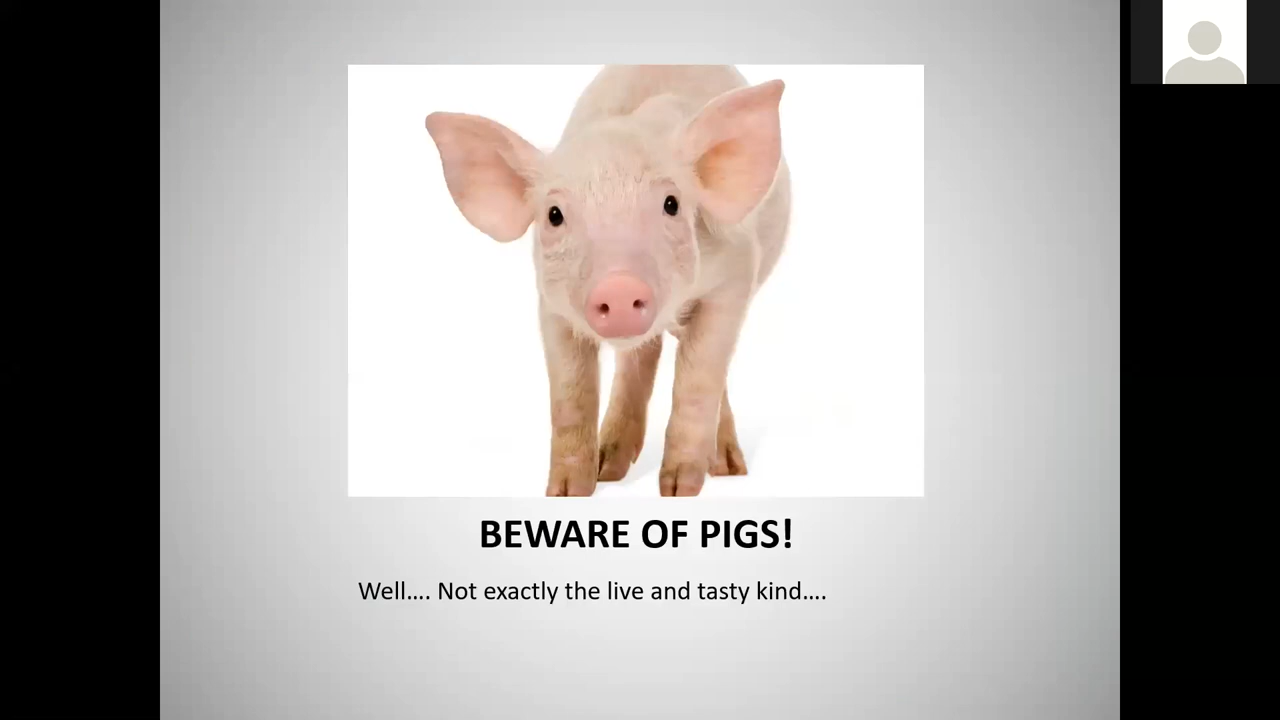 BEWARE OF PIGS!
Well.... Not exactly the live and tasty kind....